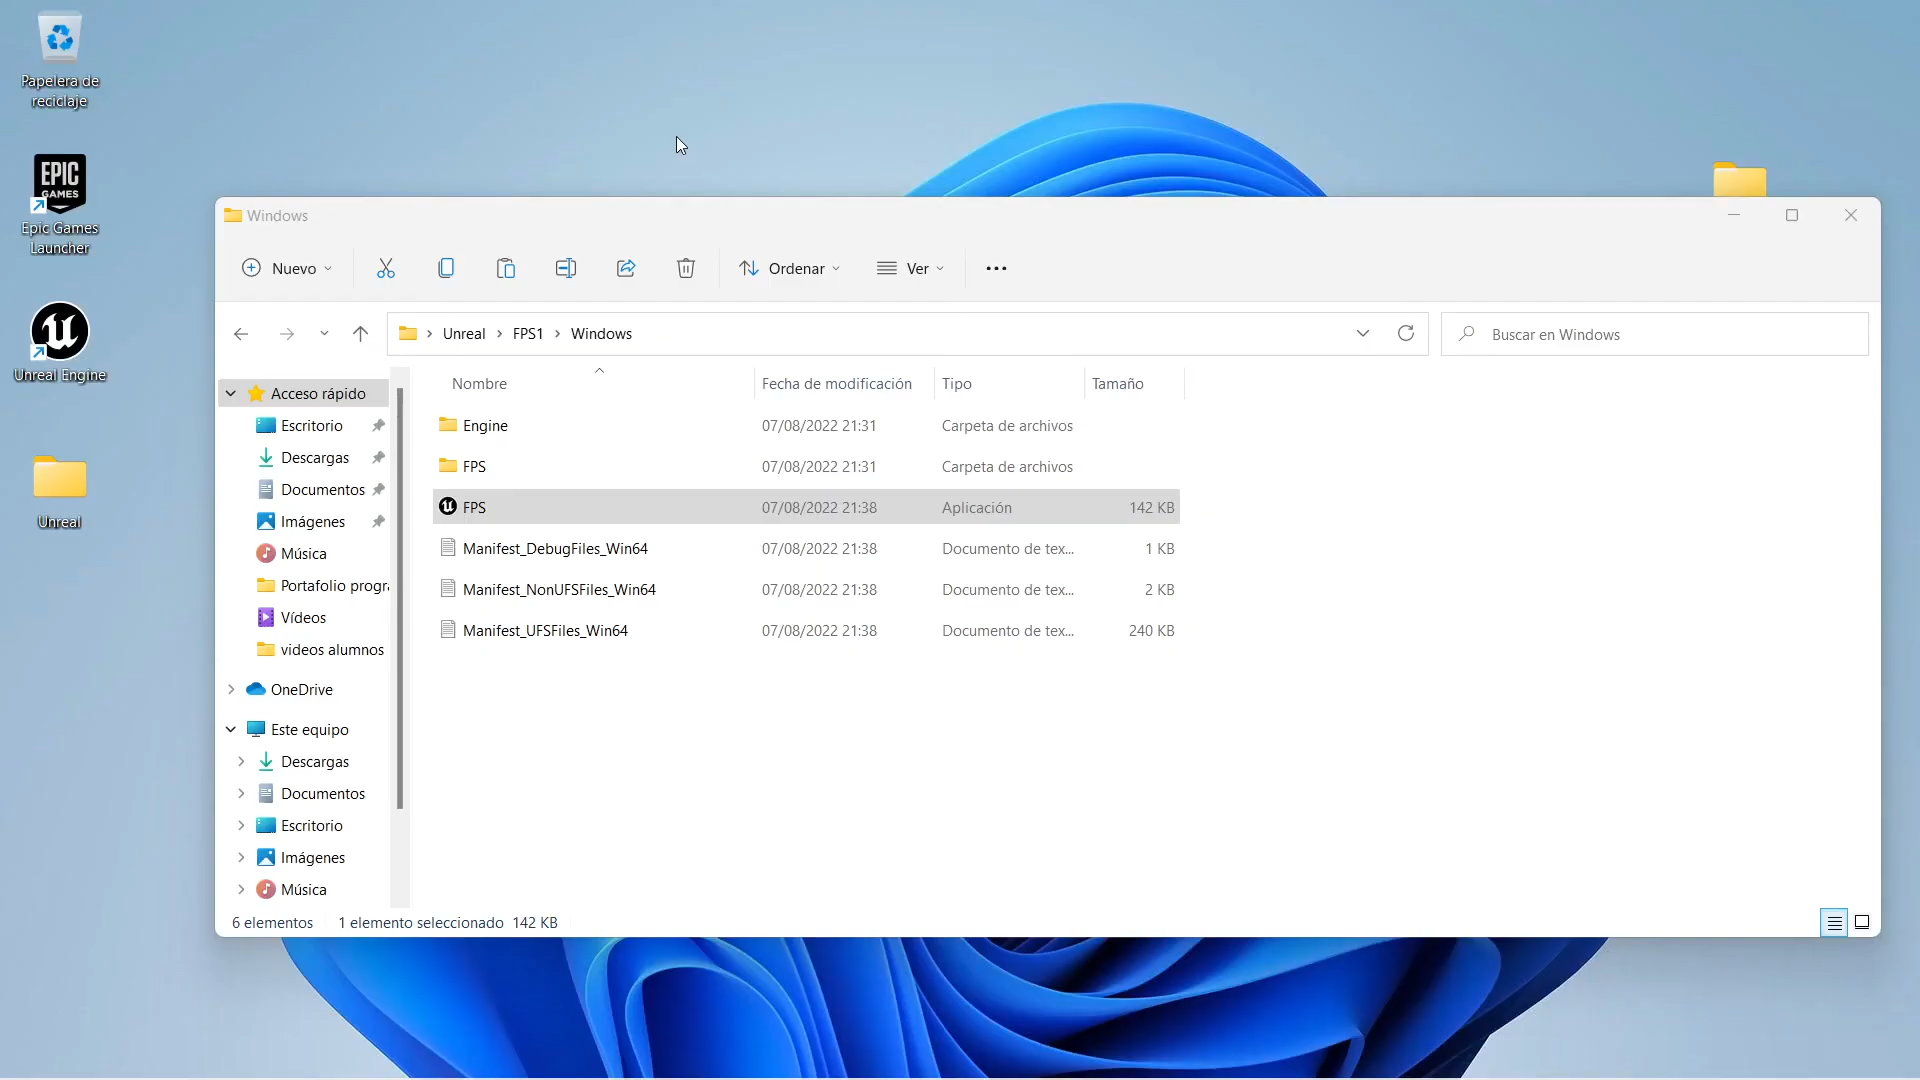 Papelera de
reciclaje
EPIC
GAMES
Epic Games
Launcher
Unreal Engine
Unreal
Windows
Nuevo
Ordenar
Ver
Unreal > FPS1 > Windows
Buscar en Windows
Acceso rápido
Escritorio
Descargas
Documentos
Imágenes
Música
Portafolio progra
Vídeos
videos alumnos
OneDrive
Este equipo
Descargas
Documentos
Escritorio
Imágenes
Música
Nombre Fecha de modificación Tipo Tamaño
Engine 07/08/2022 21:31 Carpeta de archivos
FPS 07/08/2022 21:31 Carpeta de archivos
FPS 07/08/2022 21:38 Aplicación 142 KB
Manifest_DebugFiles_Win64 07/08/2022 21:38 Documento de tex... 1 KB
Manifest_NonUFSFiles_Win64 07/08/2022 21:38 Documento de tex... 2 KB
Manifest_UFSFiles_Win64 07/08/2022 21:38 Documento de tex... 240 KB
6 elementos 1 elemento seleccionado 142 KB